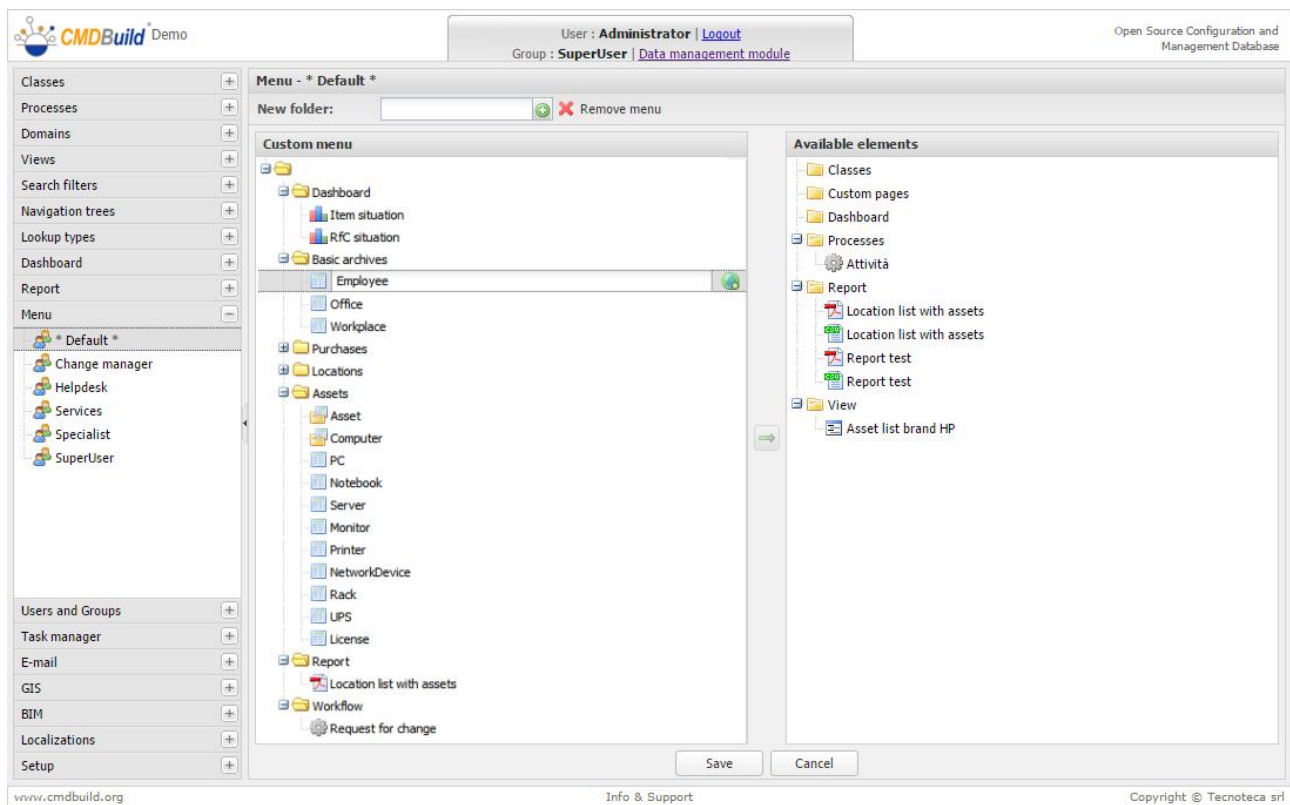 CMDBuild Demo
User : Administrator | Logout
Group : SuperUser | Data management module
Open Source Configuration and
Management Database
Classes
Processes
Domains
Views
Search filters
Navigation trees
Lookup types
Dashboard
Report
Menu
* Default *
Change manager
Helpdesk
Services
Specialist
SuperUser
Users and Groups
Task manager
E-mail
GIS
BIM
Localizations
Setup
Menu - * Default *
New folder:
Remove menu
Custom menu
Dashboard
Item situation
RfC situation
Basic archives
Employee
Office
Workplace
Purchases
Locations
Assets
Asset
Computer
PC
Notebook
Server
Monitor
Printer
NetworkDevice
Rack
UPS
License
Report
Location list with assets
Workflow
Request for change
Available elements
Classes
Custom pages
Dashboard
Processes
Attività
Report
Location list with assets
Location list with assets
Report test
Report test
View
Asset list brand HP
Save
Cancel
www.cmdbuild.org
Info & Support
Copyright © Tecnoteca srl